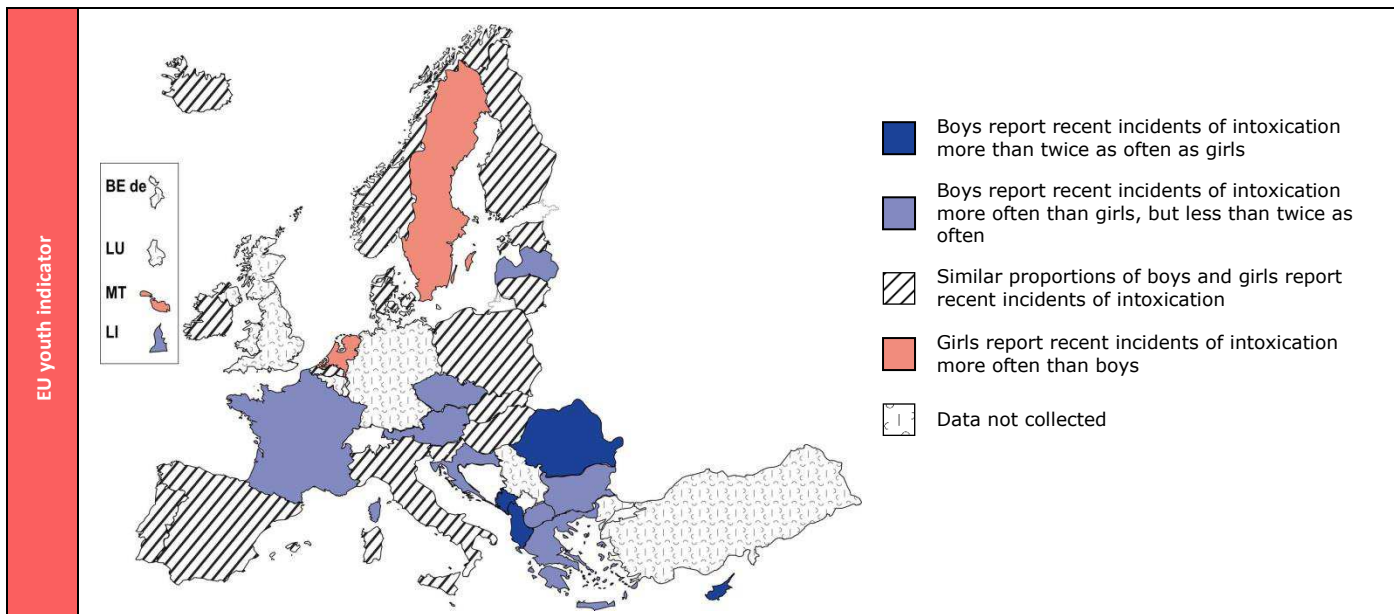 EU youth indicator
BE de
LU
MT
LI
Boys report recent incidents of intoxication
more than twice as often as girls
Boys report recent incidents of intoxication
more often than girls, but less than twice as
often
Similar proportions of boys and girls report
recent incidents of intoxication
Girls report recent incidents of intoxication
more often than boys
Data not collected